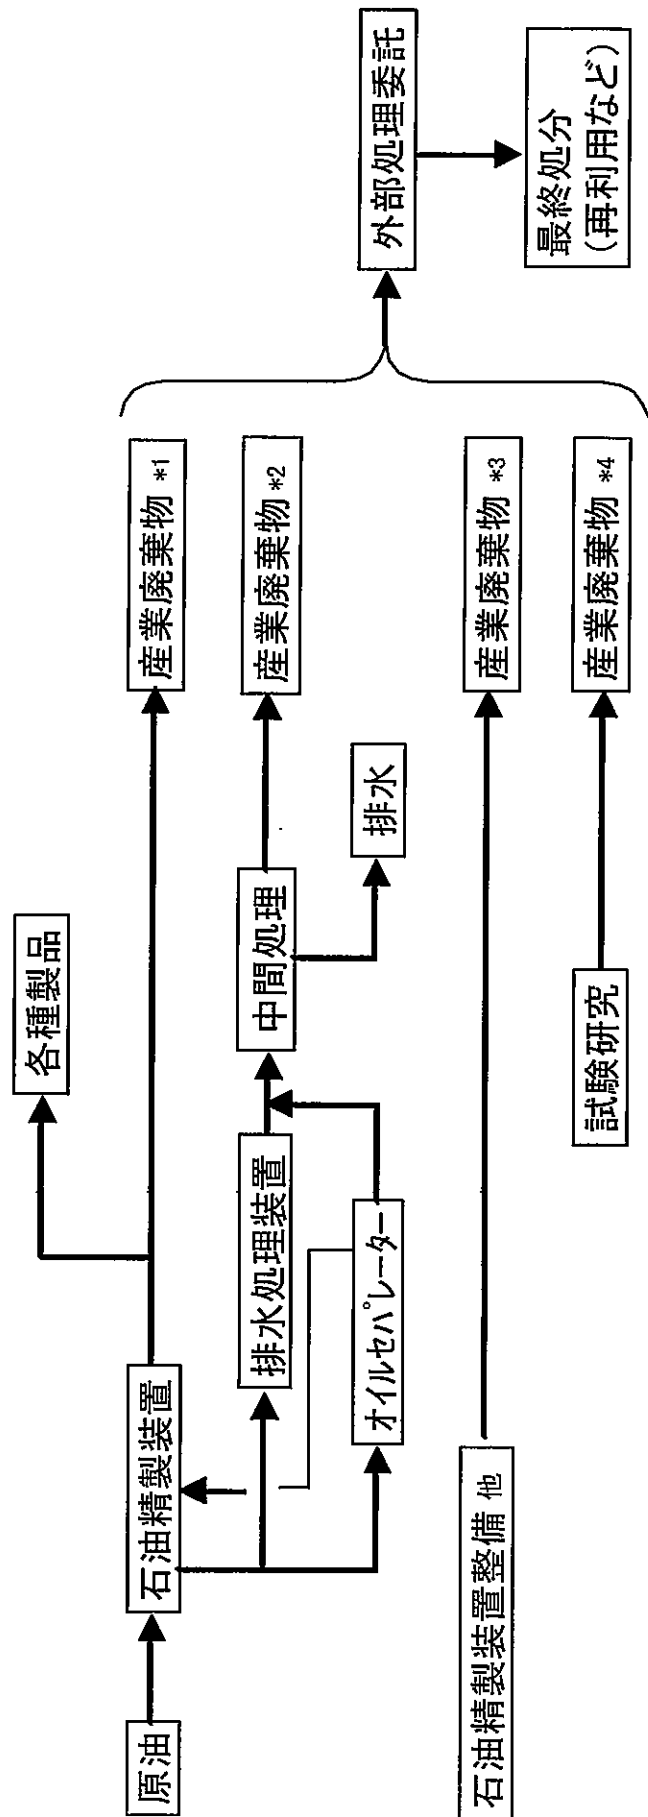 原油
石油精製装置
各種製品
産業廃棄物 *1
排水処理装置
中間処理
産業廃棄物 *2
オイルセパレーター
排水
石油精製装置整備 他
産業廃棄物 *3
試験研究
産業廃棄物 *4
外部処理委託
最終処分
(再利用など)